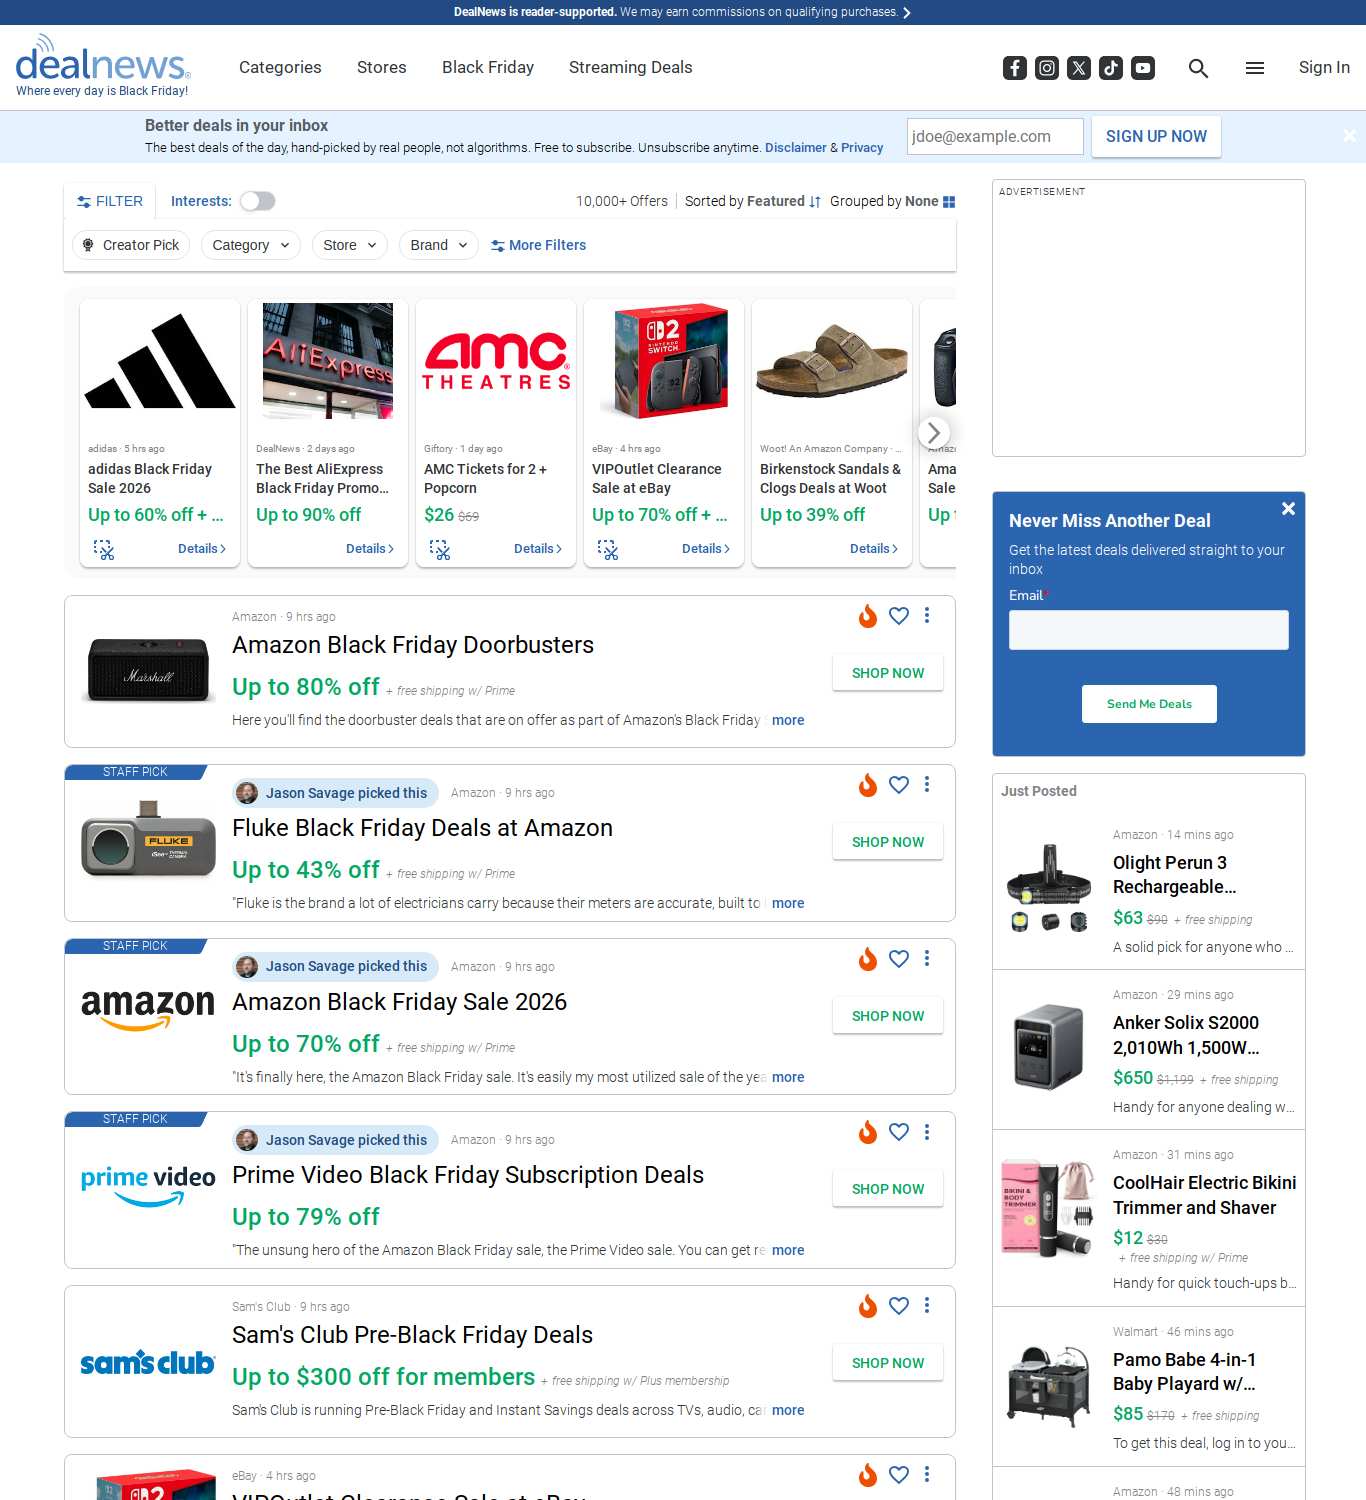 DealNews is reader-supported. We may earn commissions on qualifying purchases.
dealnews
Where every day is Black Friday!
Categories
Stores
Black Friday
Streaming Deals
Sign In
Better deals in your inbox
The best deals of the day, hand-picked by real people, not algorithms. Free to subscribe. Unsubscribe anytime. Disclaimer & Privacy
jdoe@example.com
SIGN UP NOW
FILTER
Interests:
10,000+ Offers
Sorted by Featured
Grouped by None
Creator Pick
Category
Store
Brand
More Filters
AliExpress
amc
THEATRES
2
NINTENDO
SWITCH
adidas · 5 hrs ago
adidas Black Friday
Sale 2026
Up to 60% off + ...
Details
DealNews · 2 days ago
The Best AliExpress
Black Friday Promo...
Up to 90% off
Details
Giftory · 1 day ago
AMC Tickets for 2 +
Popcorn
$26 $69
Details
eBay · 4 hrs ago
VIPOutlet Clearance
Sale at eBay
Up to 70% off + ...
Details
Woot! An Amazon Company · ...
Birkenstock Sandals &
Clogs Deals at Woot
Up to 39% off
Details
Ama
Sale
Up t
Marshall
Amazon · 9 hrs ago
Amazon Black Friday Doorbusters
Up to 80% off + free shipping w/ Prime
Here you'll find the doorbuster deals that are on offer as part of Amazon's Black Friday more
SHOP NOW
STAFF PICK
FLUKE
Jason Savage picked this
Amazon · 9 hrs ago
Fluke Black Friday Deals at Amazon
Up to 43% off + free shipping w/ Prime
"Fluke is the brand a lot of electricians carry because their meters are accurate, built to more
SHOP NOW
STAFF PICK
amazon
Jason Savage picked this
Amazon · 9 hrs ago
Amazon Black Friday Sale 2026
Up to 70% off + free shipping w/ Prime
"It's finally here, the Amazon Black Friday sale. It's easily my most utilized sale of the yea more
SHOP NOW
STAFF PICK
prime video
Jason Savage picked this
Amazon · 9 hrs ago
Prime Video Black Friday Subscription Deals
Up to 79% off
"The unsung hero of the Amazon Black Friday sale, the Prime Video sale. You can get re more
SHOP NOW
sam's club
Sam's Club · 9 hrs ago
Sam's Club Pre-Black Friday Deals
Up to $300 off for members + free shipping w/ Plus membership
Sam's Club is running Pre-Black Friday and Instant Savings deals across TVs, audio, car more
SHOP NOW
eBay · 4 hrs ago
VIPOutlet Clearance Sale at eBay
ADVERTISEMENT
Never Miss Another Deal
Get the latest deals delivered straight to your
inbox
Email*
Send Me Deals
Just Posted
Amazon · 14 mins ago
Olight Perun 3
Rechargeable...
$63 $90 + free shipping
A solid pick for anyone who ...
Amazon · 29 mins ago
Anker Solix S2000
2,010Wh 1,500W...
$650 $1,199 + free shipping
Handy for anyone dealing w...
BIKINI &
BODY
TRIMMER
Amazon · 31 mins ago
CoolHair Electric Bikini
Trimmer and Shaver
$12 $30
+ free shipping w/ Prime
Handy for quick touch-ups b...
Walmart · 46 mins ago
Pamo Babe 4-in-1
Baby Playard w/...
$85 $170 + free shipping
To get this deal, log in to you...
Amazon · 48 mins ago